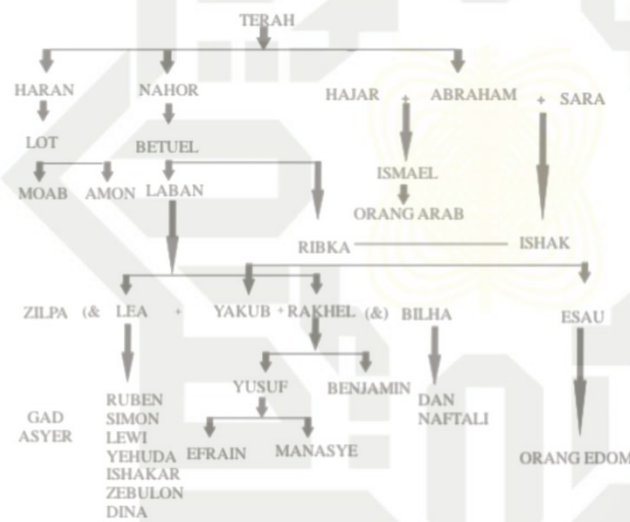 TERAH
HARAN NAHOR HAJAR + ABRAHAM + SARA
LOT BETUEL ISMAEL
MOAB AMON LABAN ORANG ARAB
RIBKA ISHAK
ZILPA (& LEA + YAKUB + RAKHEL (&) BILHA ESAU
YUSUF BENJAMIN
GAD
ASYER
RUBEN
SIMON
LEWI
YEHUDA
ISHAKAR
ZEBULON
DINA
EFRAIN MANASYE
DAN
NAFTALI
ORANG EDOM